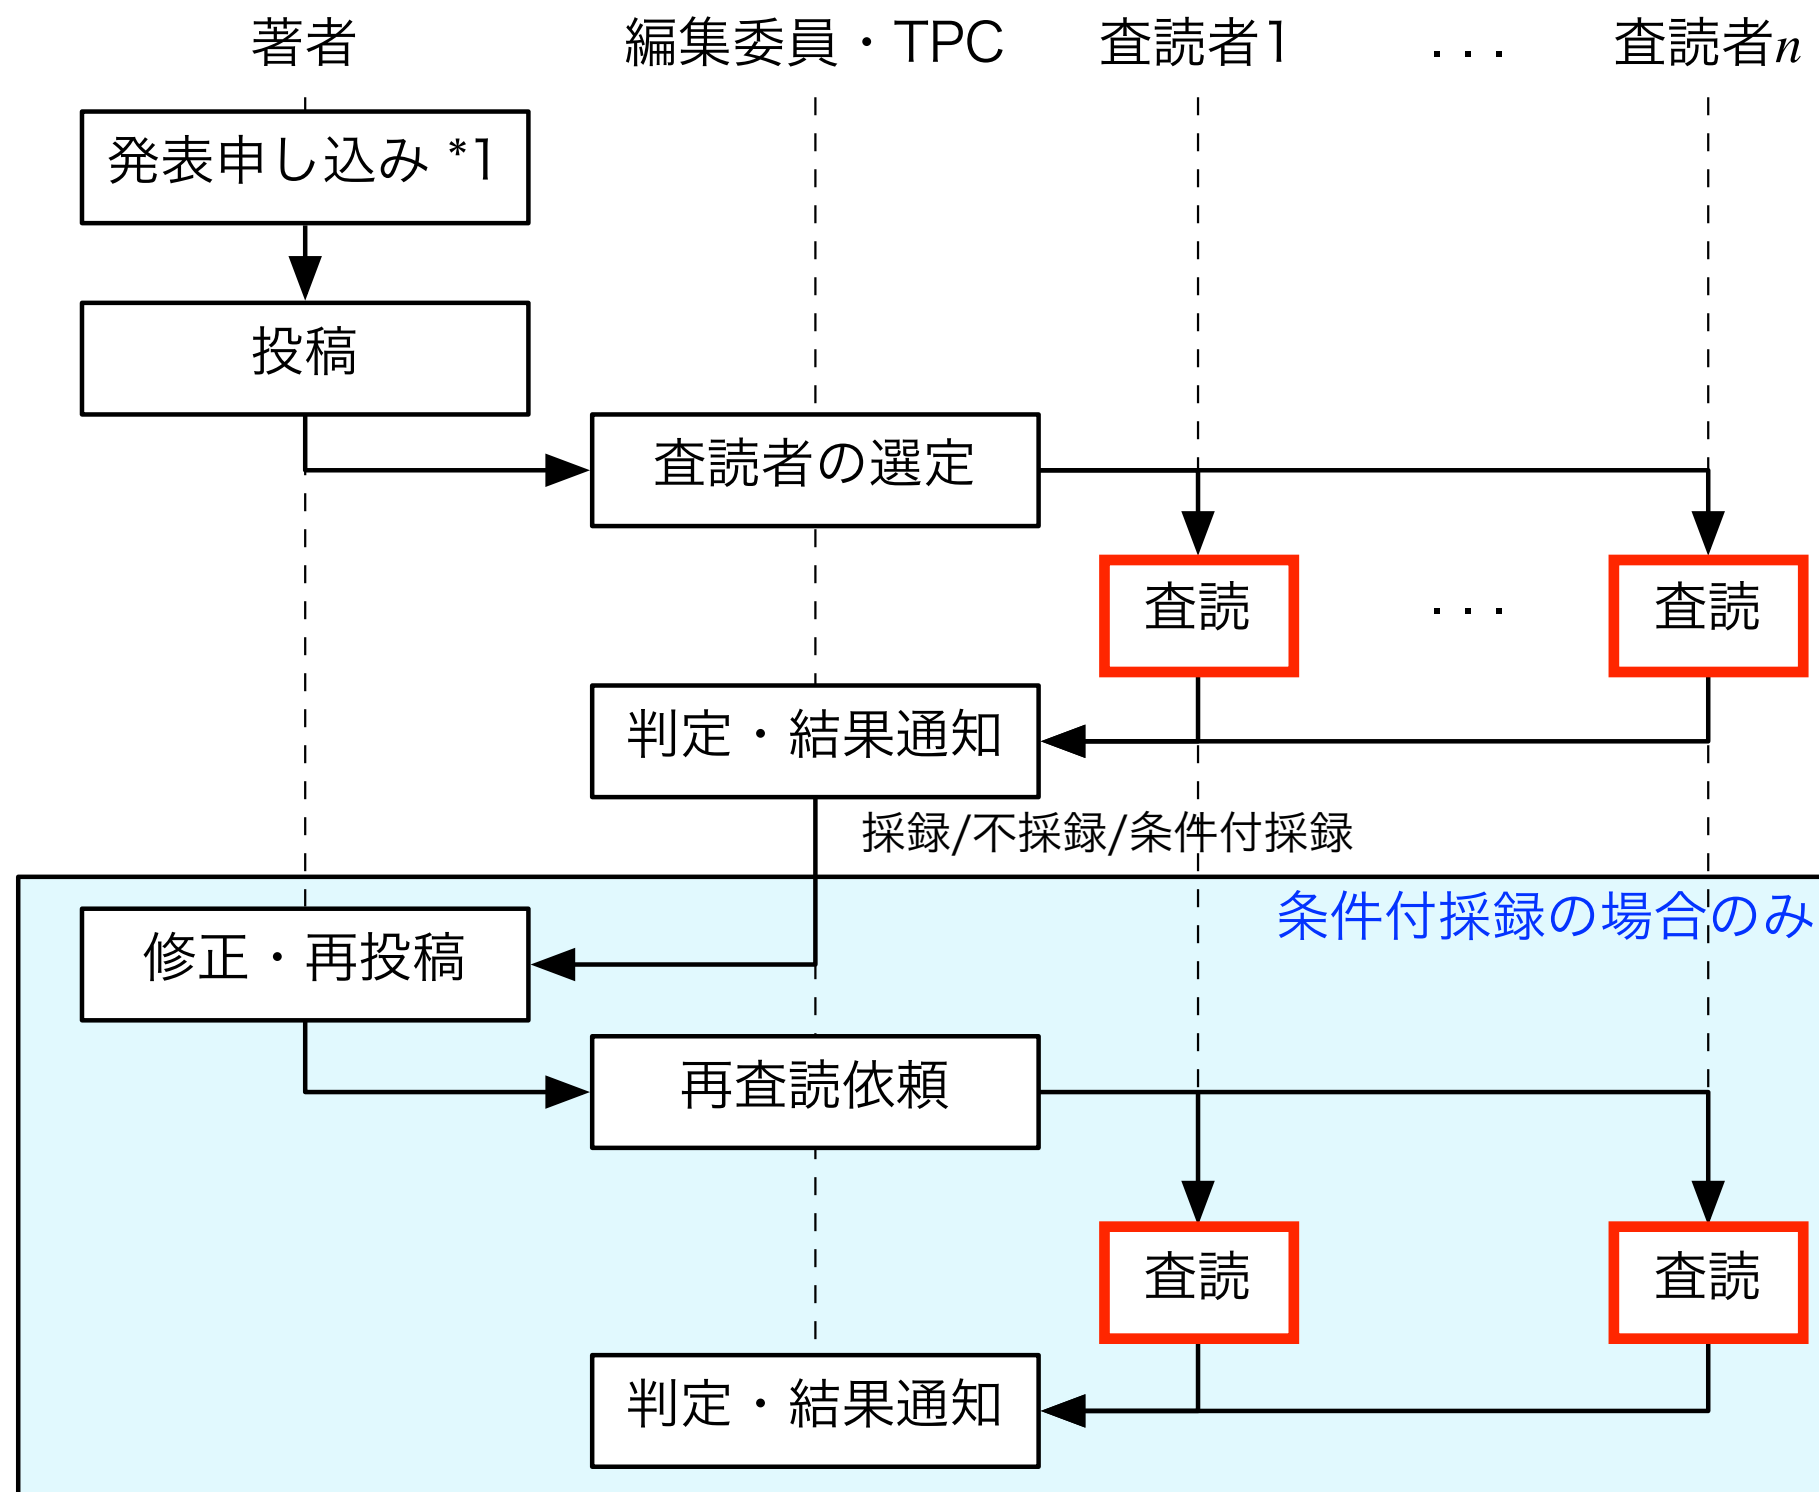 著者 編集委員・TPC 査読者1 ... 査読者n
発表申し込み *1
投稿
査読者の選定
査読 ... 査読
判定・結果通知
採録/不採録/条件付採録
条件付採録の場合のみ
修正・再投稿
再査読依頼
査読 査読
判定・結果通知